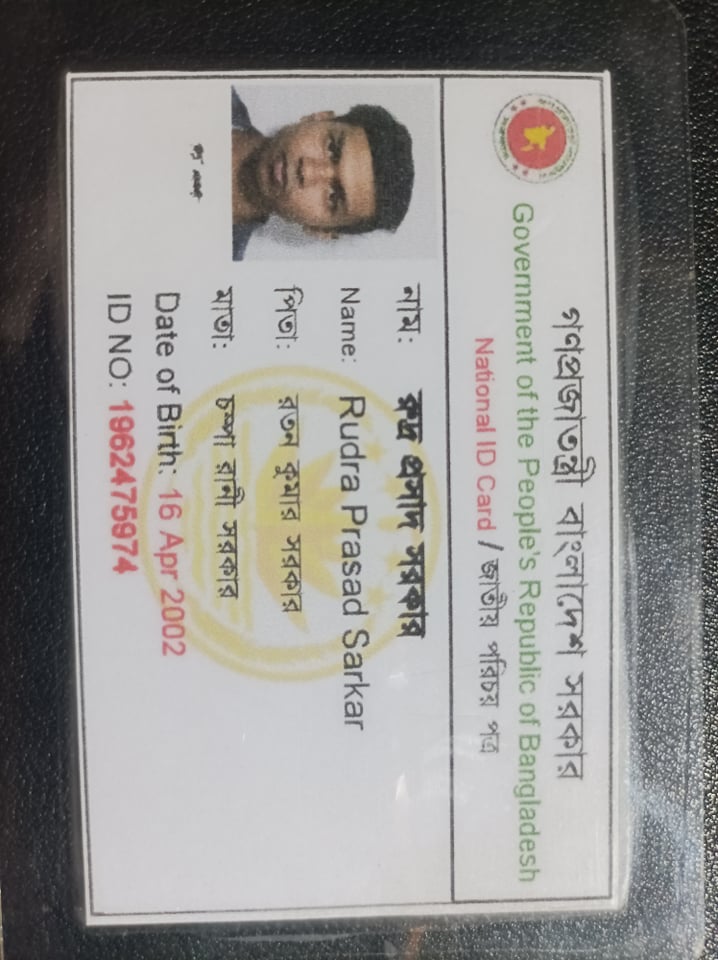 গণপ্রজাতন্ত্রী বাংলাদেশ সরকার
Government of the People's Republic of Bangladesh
National ID Card / জাতীয় পরিচয় পত্র
নাম: রুদ্র প্রসাদ সরকার
Name: Rudra Prasad Sarkar
পিতা: রতন কুমার সরকার
মাতা: চম্পা রানী সরকার
Date of Birth: 16 Apr 2002
ID NO: 1962475974